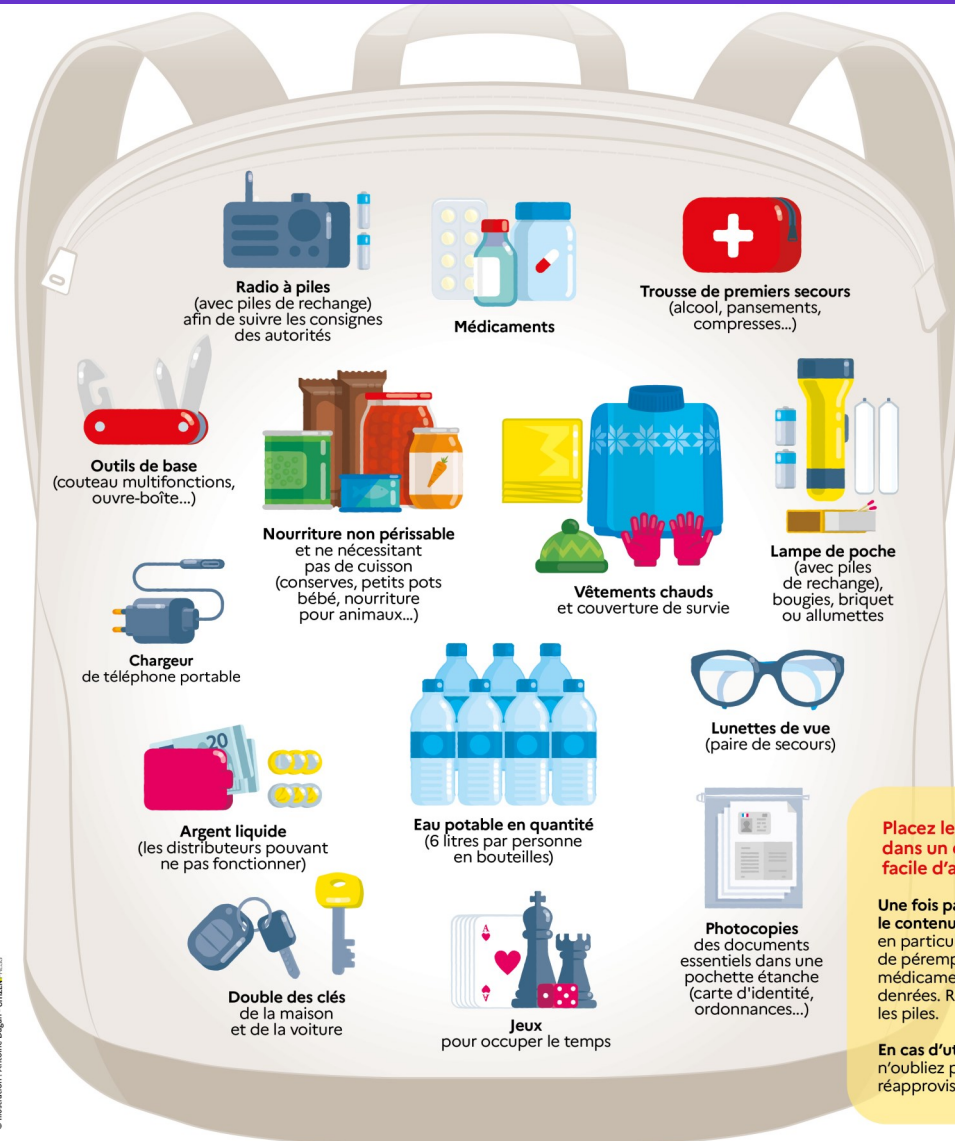 Radio à piles
(avec piles de rechange)
afin de suivre les consignes
des autorités
Médicaments
Trousse de premiers secours
(alcool, pansements,
compresses...)
Outils de base
(couteau multifonctions,
ouvre-boîte...)
Nourriture non périssable
et ne nécessitant
pas de cuisson
(conserves, petits pots
bébé, nourriture
pour animaux...)
Vêtements chauds
et couverture de survie
Lampe de poche
(avec piles
de rechange),
bougies, briquet
ou allumettes
Chargeur
de téléphone portable
Lunettes de vue
(paire de secours)
20
Argent liquide
(les distributeurs pouvant
ne pas fonctionner)
Eau potable en quantité
(6 litres par personne
en bouteilles)
Photocopies
des documents
essentiels dans une
pochette étanche
(carte d'identité,
ordonnances...)
Double des clés
de la maison
et de la voiture
A
A
Jeux
pour occuper le temps
Placez le
dans un
facile d'a
Une fois pa
le contenu
en particu
de péremp
médicame
denrées. R
les piles.
En cas d'ut
n'oubliez p
réapprovis